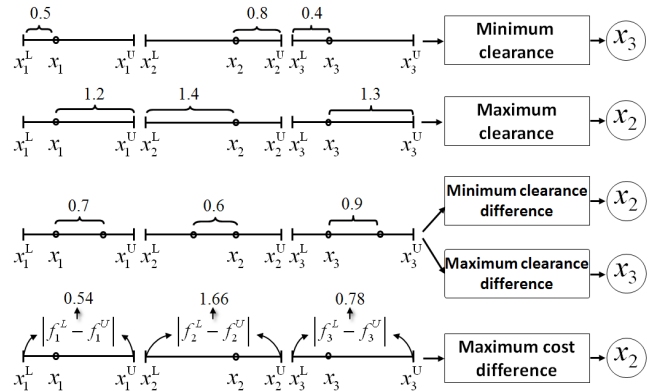 0.5 0.8 0.4
Minimum clearance x₃
x₁ᴸ x₁ x₁ᵁ x₂ᴸ x₂ x₂ᵁ x₃ᴸ x₃ x₃ᵁ
1.2 1.4 1.3
Maximum clearance x₂
x₁ᴸ x₁ x₁ᵁ x₂ᴸ x₂ x₂ᵁ x₃ᴸ x₃ x₃ᵁ
Minimum clearance difference x₂
0.7 0.6 0.9
x₁ᴸ x₁ x₁ᵁ x₂ᴸ x₂ x₂ᵁ x₃ᴸ x₃ x₃ᵁ
Maximum clearance difference x₃
0.54 1.66 0.78
|f₁ᴸ − f₁ᵁ| |f₂ᴸ − f₂ᵁ| |f₃ᴸ − f₃ᵁ|
Maximum cost difference x₂
x₁ᴸ x₁ x₁ᵁ x₂ᴸ x₂ x₂ᵁ x₃ᴸ x₃ x₃ᵁ